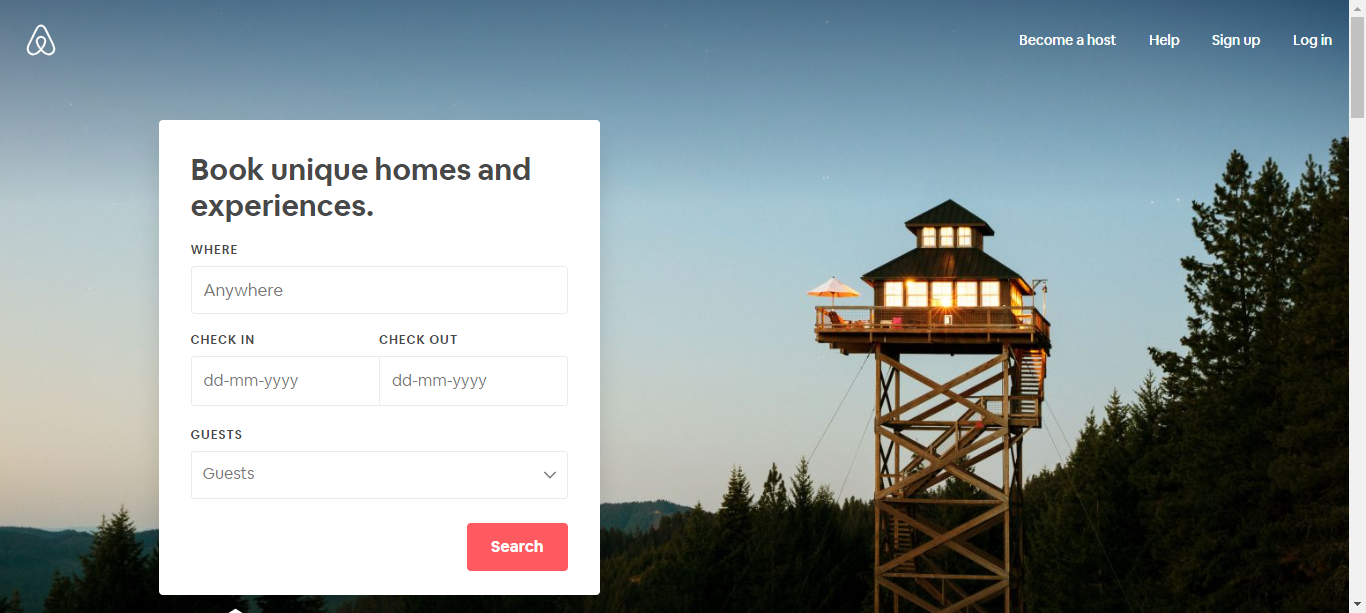 Become a host Help Sign up Log in
Book unique homes and
experiences.
WHERE
Anywhere
CHECK IN CHECK OUT
dd-mm-yyyy dd-mm-yyyy
GUESTS
Guests
Search